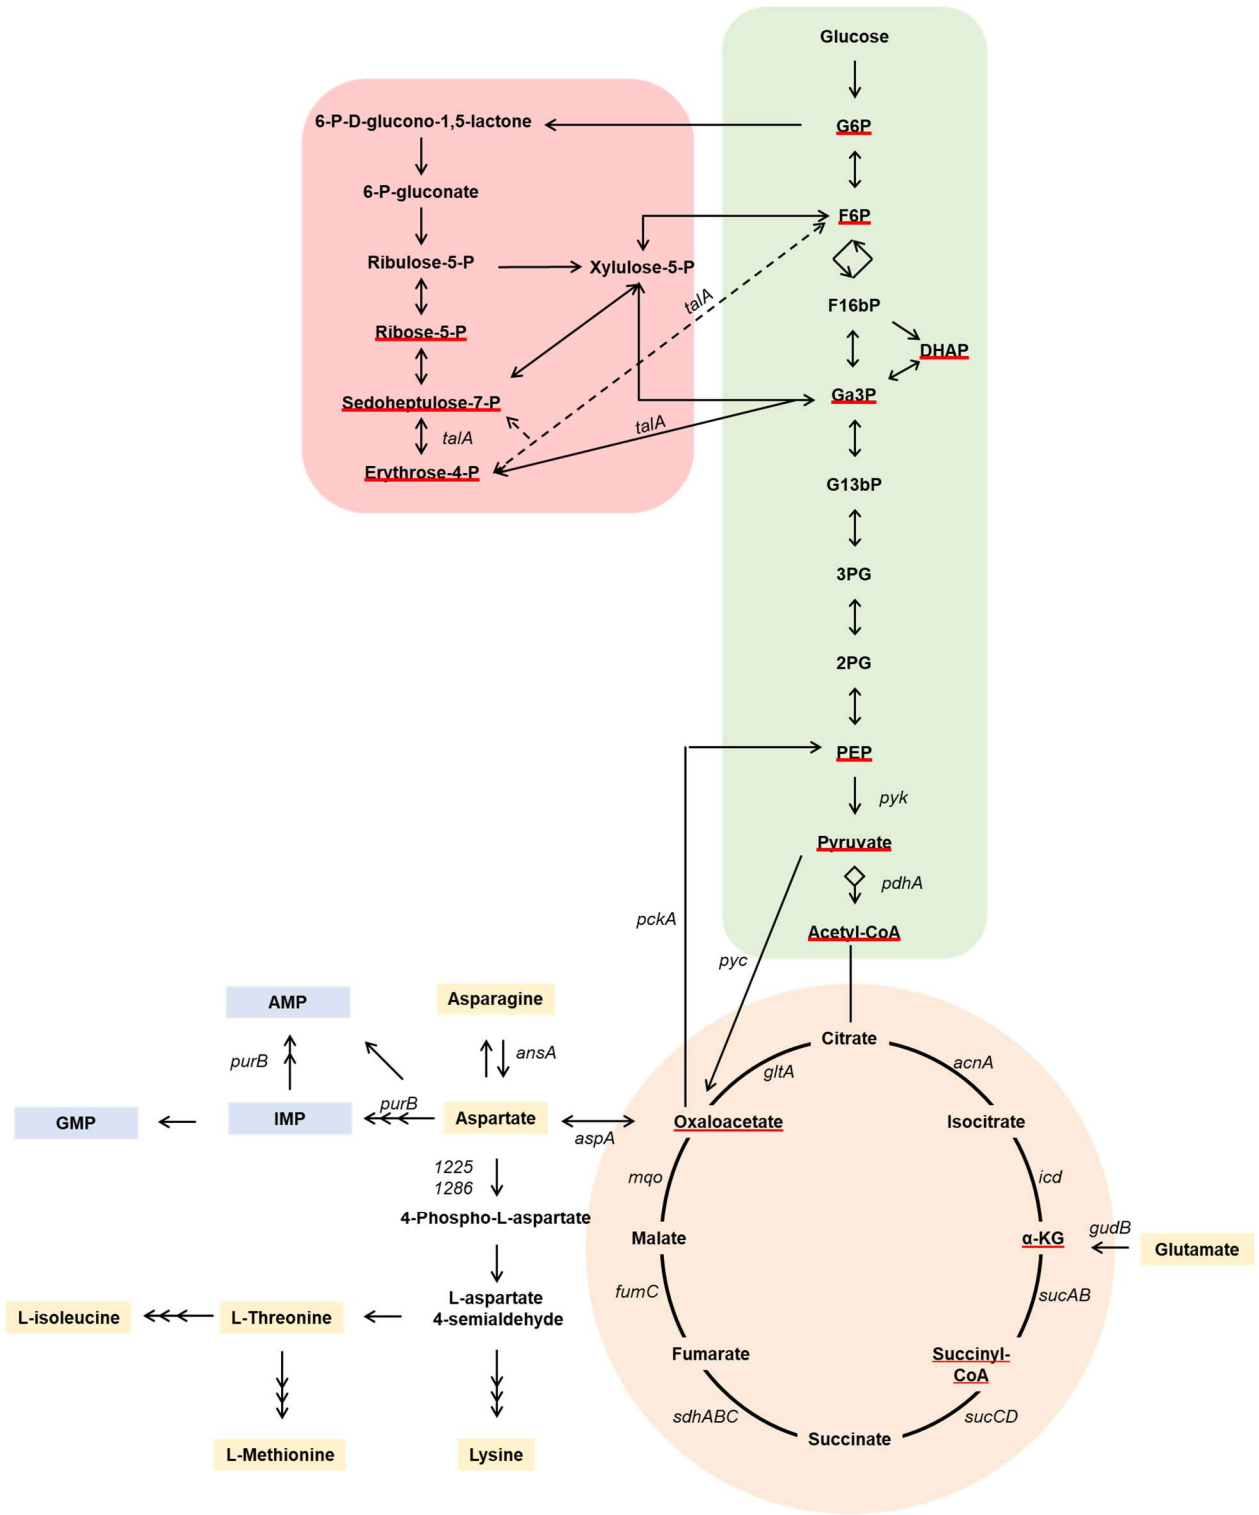 Glucose
6-P-D-glucono-1,5-lactone
G6P
6-P-gluconate
F6P
Ribulose-5-P
Xylulose-5-P
talA
F16bP
Ribose-5-P
DHAP
Ga3P
Sedoheptulose-7-P
talA
talA
Erythrose-4-P
G13bP
3PG
2PG
PEP
pyk
Pyruvate
pdhA
pckA
Acetyl-CoA
pyc
AMP
Asparagine
Citrate
purB
ansA
gltA
acnA
purB
GMP
IMP
Aspartate
aspA
Oxaloacetate
Isocitrate
1225
1286
mqo
icd
4-Phospho-L-aspartate
Malate
α-KG
gudB
Glutamate
fumC
sucAB
L-aspartate
4-semialdehyde
L-isoleucine
L-Threonine
Fumarate
Succinyl-
CoA
sdhABC
sucCD
Succinate
L-Methionine
Lysine